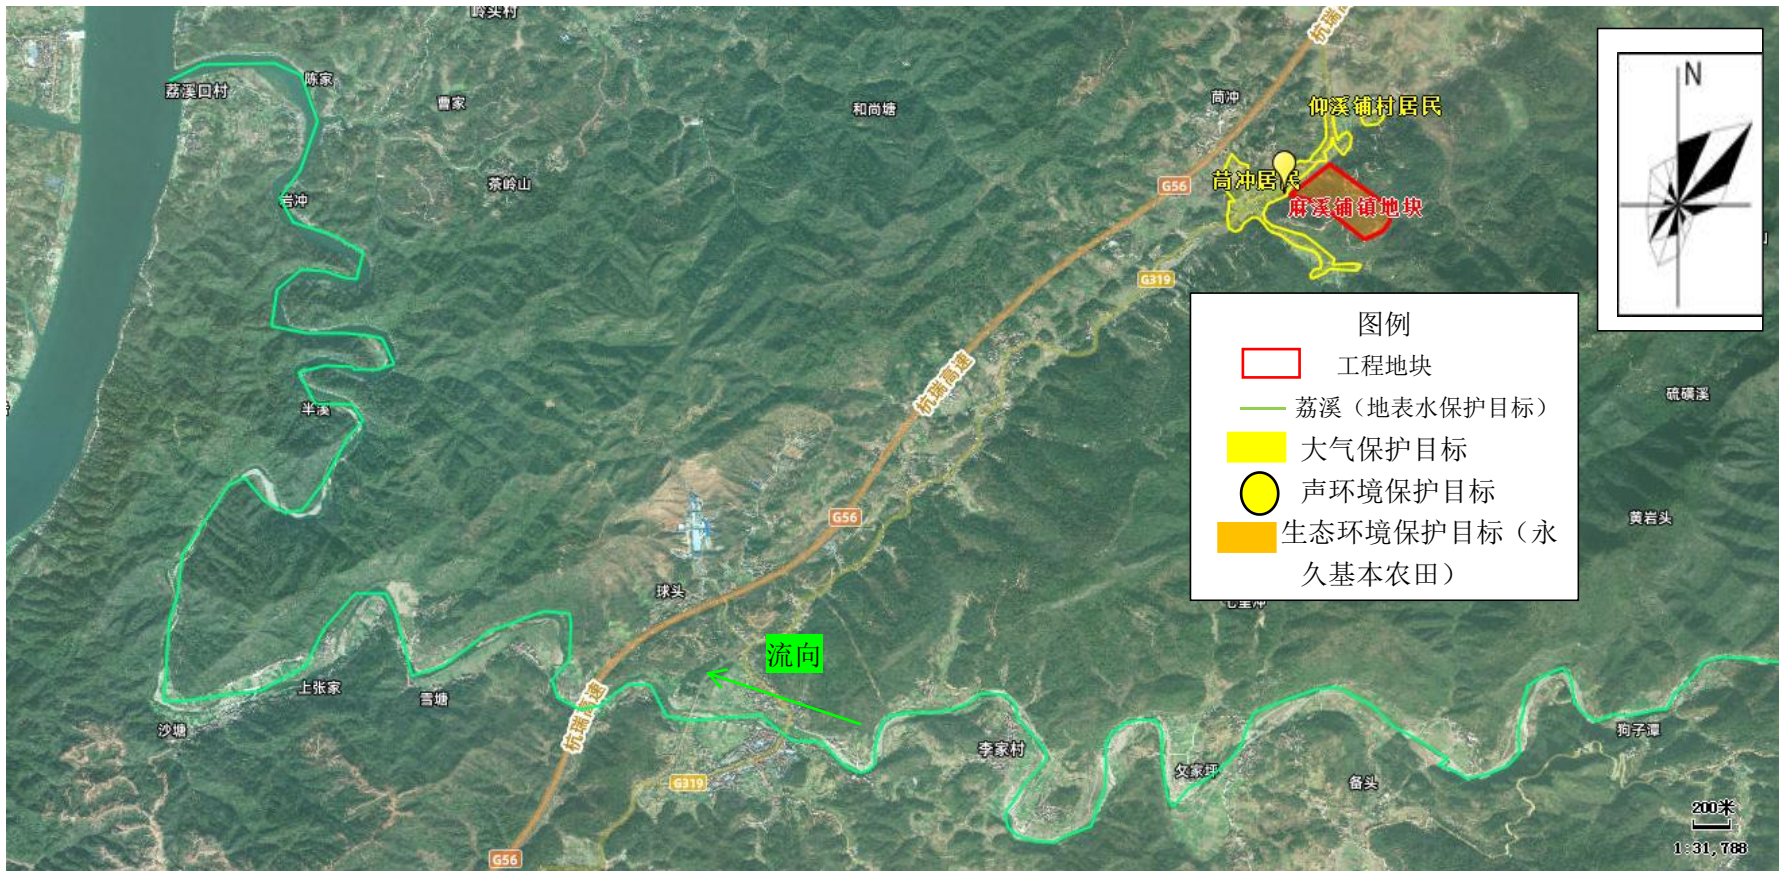 岭头村
杭瑞高
荔溪口村
陈家
曹家
和尚塘
茼冲
仰溪铺村居民
N
岩冲
茶岭山
G56
茼冲居民
麻溪铺镇地块
G319
图例
工程地块
荔溪（地表水保护目标）
大气保护目标
声环境保护目标
生态环境保护目标（永
久基本农田）
杭瑞高速
半溪
硫磺溪
G56
黄岩头
球头
七里冲
流向
上张家
雪塘
沙塘
杭瑞高速
李家村
狗子潭
G319
备头
200米
1:31,788
G56